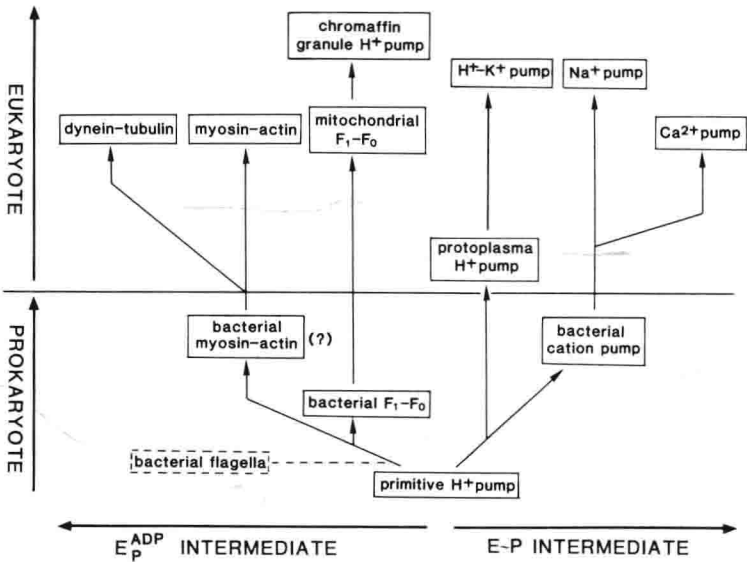 chromaffin
granule H⁺ pump
H⁺–K⁺ pump
Na⁺ pump
dynein–tubulin
myosin–actin
mitochondrial
F₁–F₀
Ca²⁺ pump
EUKARYOTE
protoplasma
H⁺ pump
PROKARYOTE
bacterial
myosin–actin (?)
bacterial
cation pump
bacterial F₁–F₀
bacterial flagella
primitive H⁺ pump
E ADP P INTERMEDIATE
E~P INTERMEDIATE